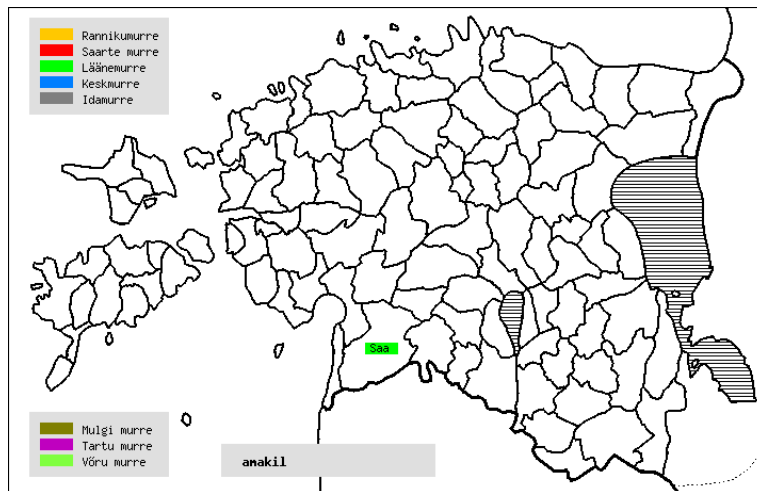 Rannikumurre
Saarte murre
Läänemurre
Keskmurre
Idamurre
Saa
Mulgi murre
Tartu murre
Võru murre
amakil